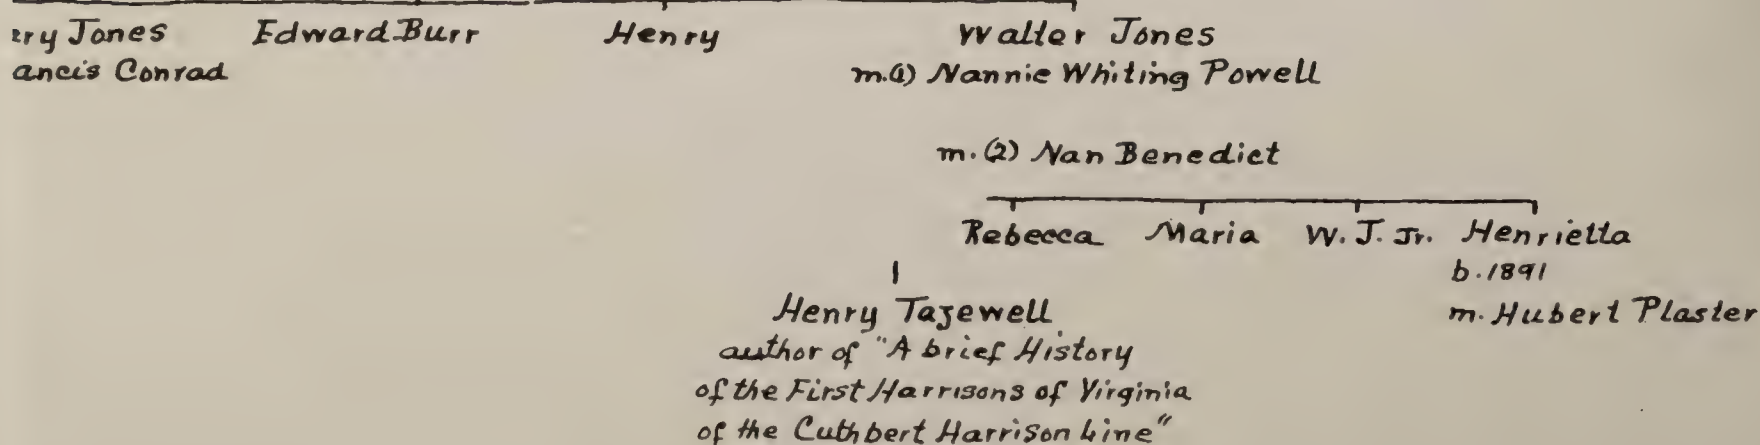 ry Jones Edward Burr Henry Walter Jones
ancis Conrad m.(1) Nannie Whiting Powell
m. (2) Nan Benedict
Rebecca Maria W. J. Jr. Henrietta
b. 1891
m. Hubert Plaster
Henry Tazewell
author of "A brief History
of the First Harrisons of Virginia
of the Cuthbert Harrison Line"